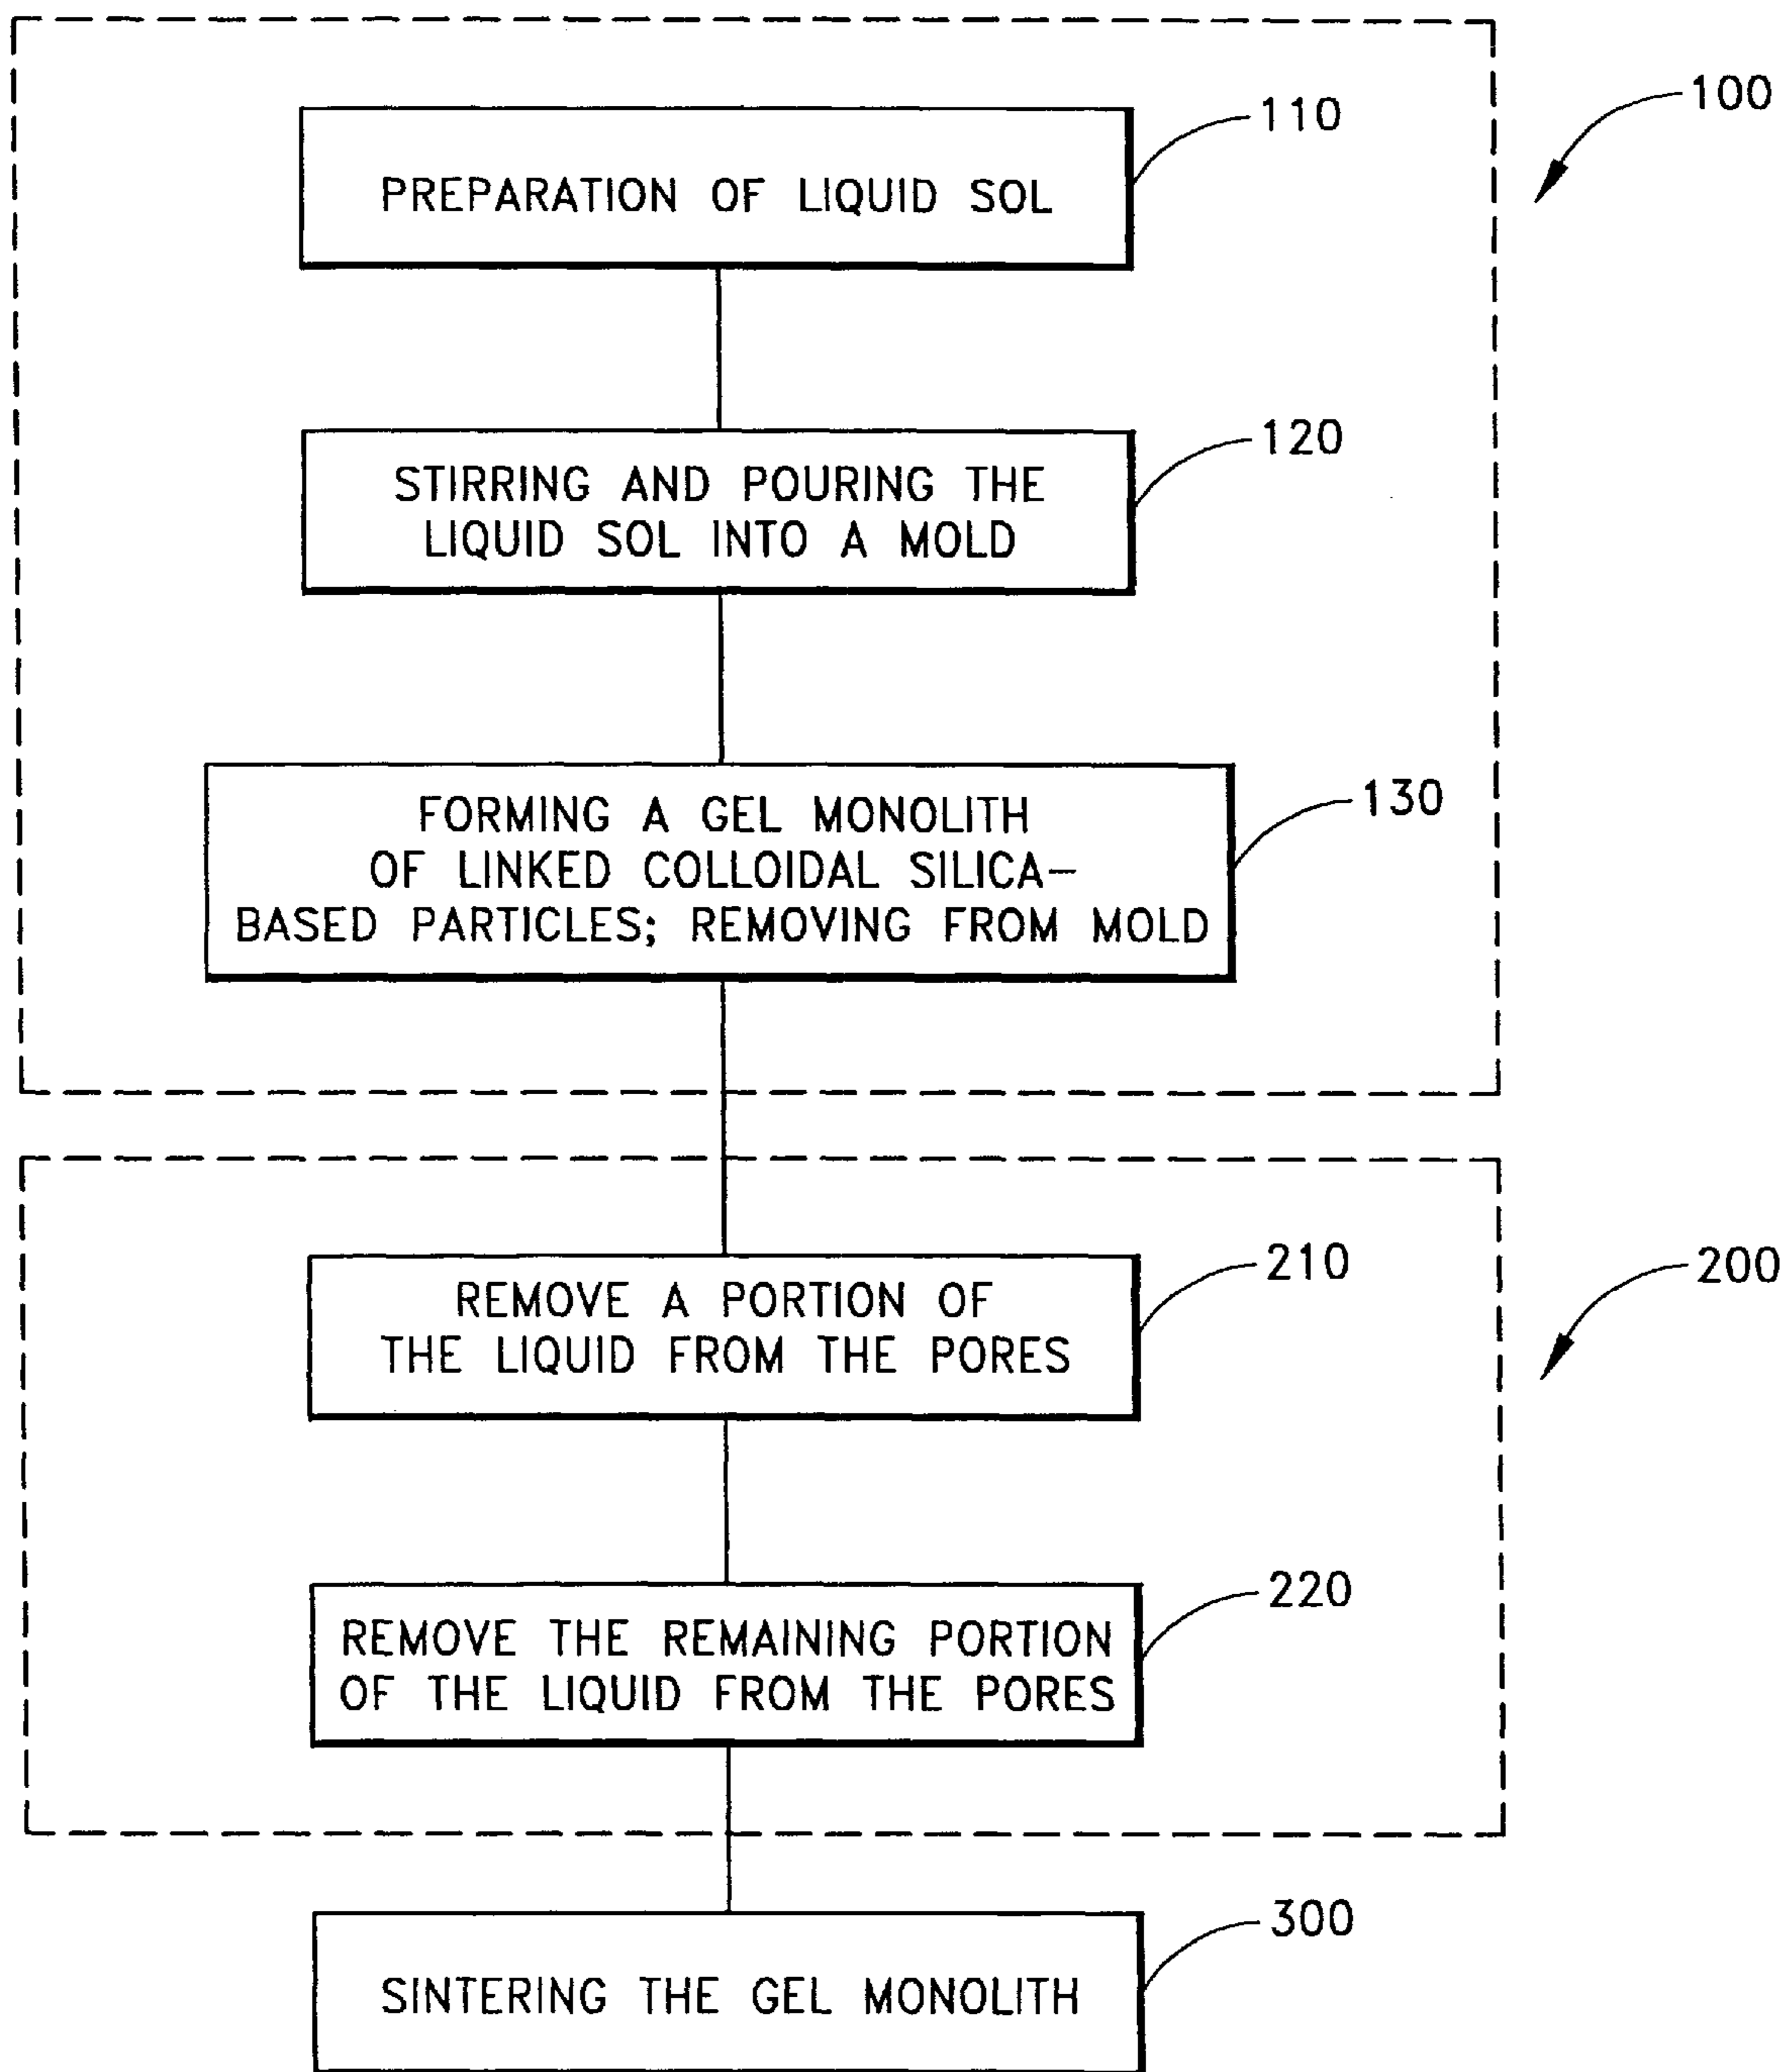 100
110
PREPARATION OF LIQUID SOL
120
STIRRING AND POURING THE
LIQUID SOL INTO A MOLD
130
FORMING A GEL MONOLITH
OF LINKED COLLOIDAL SILICA-
BASED PARTICLES; REMOVING FROM MOLD
200
210
REMOVE A PORTION OF
THE LIQUID FROM THE PORES
220
REMOVE THE REMAINING PORTION
OF THE LIQUID FROM THE PORES
300
SINTERING THE GEL MONOLITH